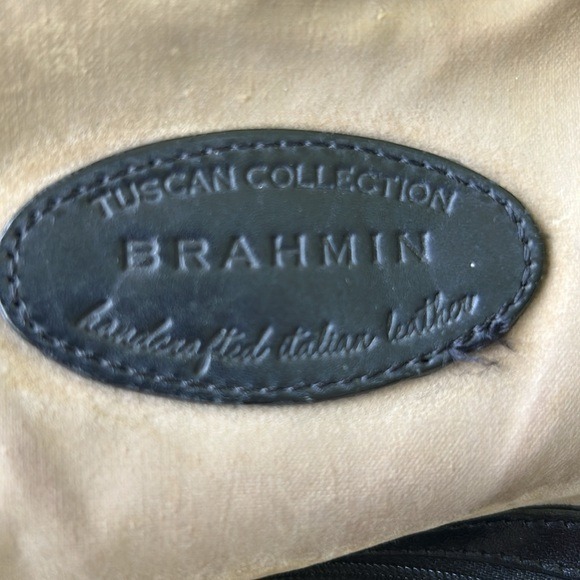 TUSCAN COLLECTION
BRAHMIN
handcrafted italian leather